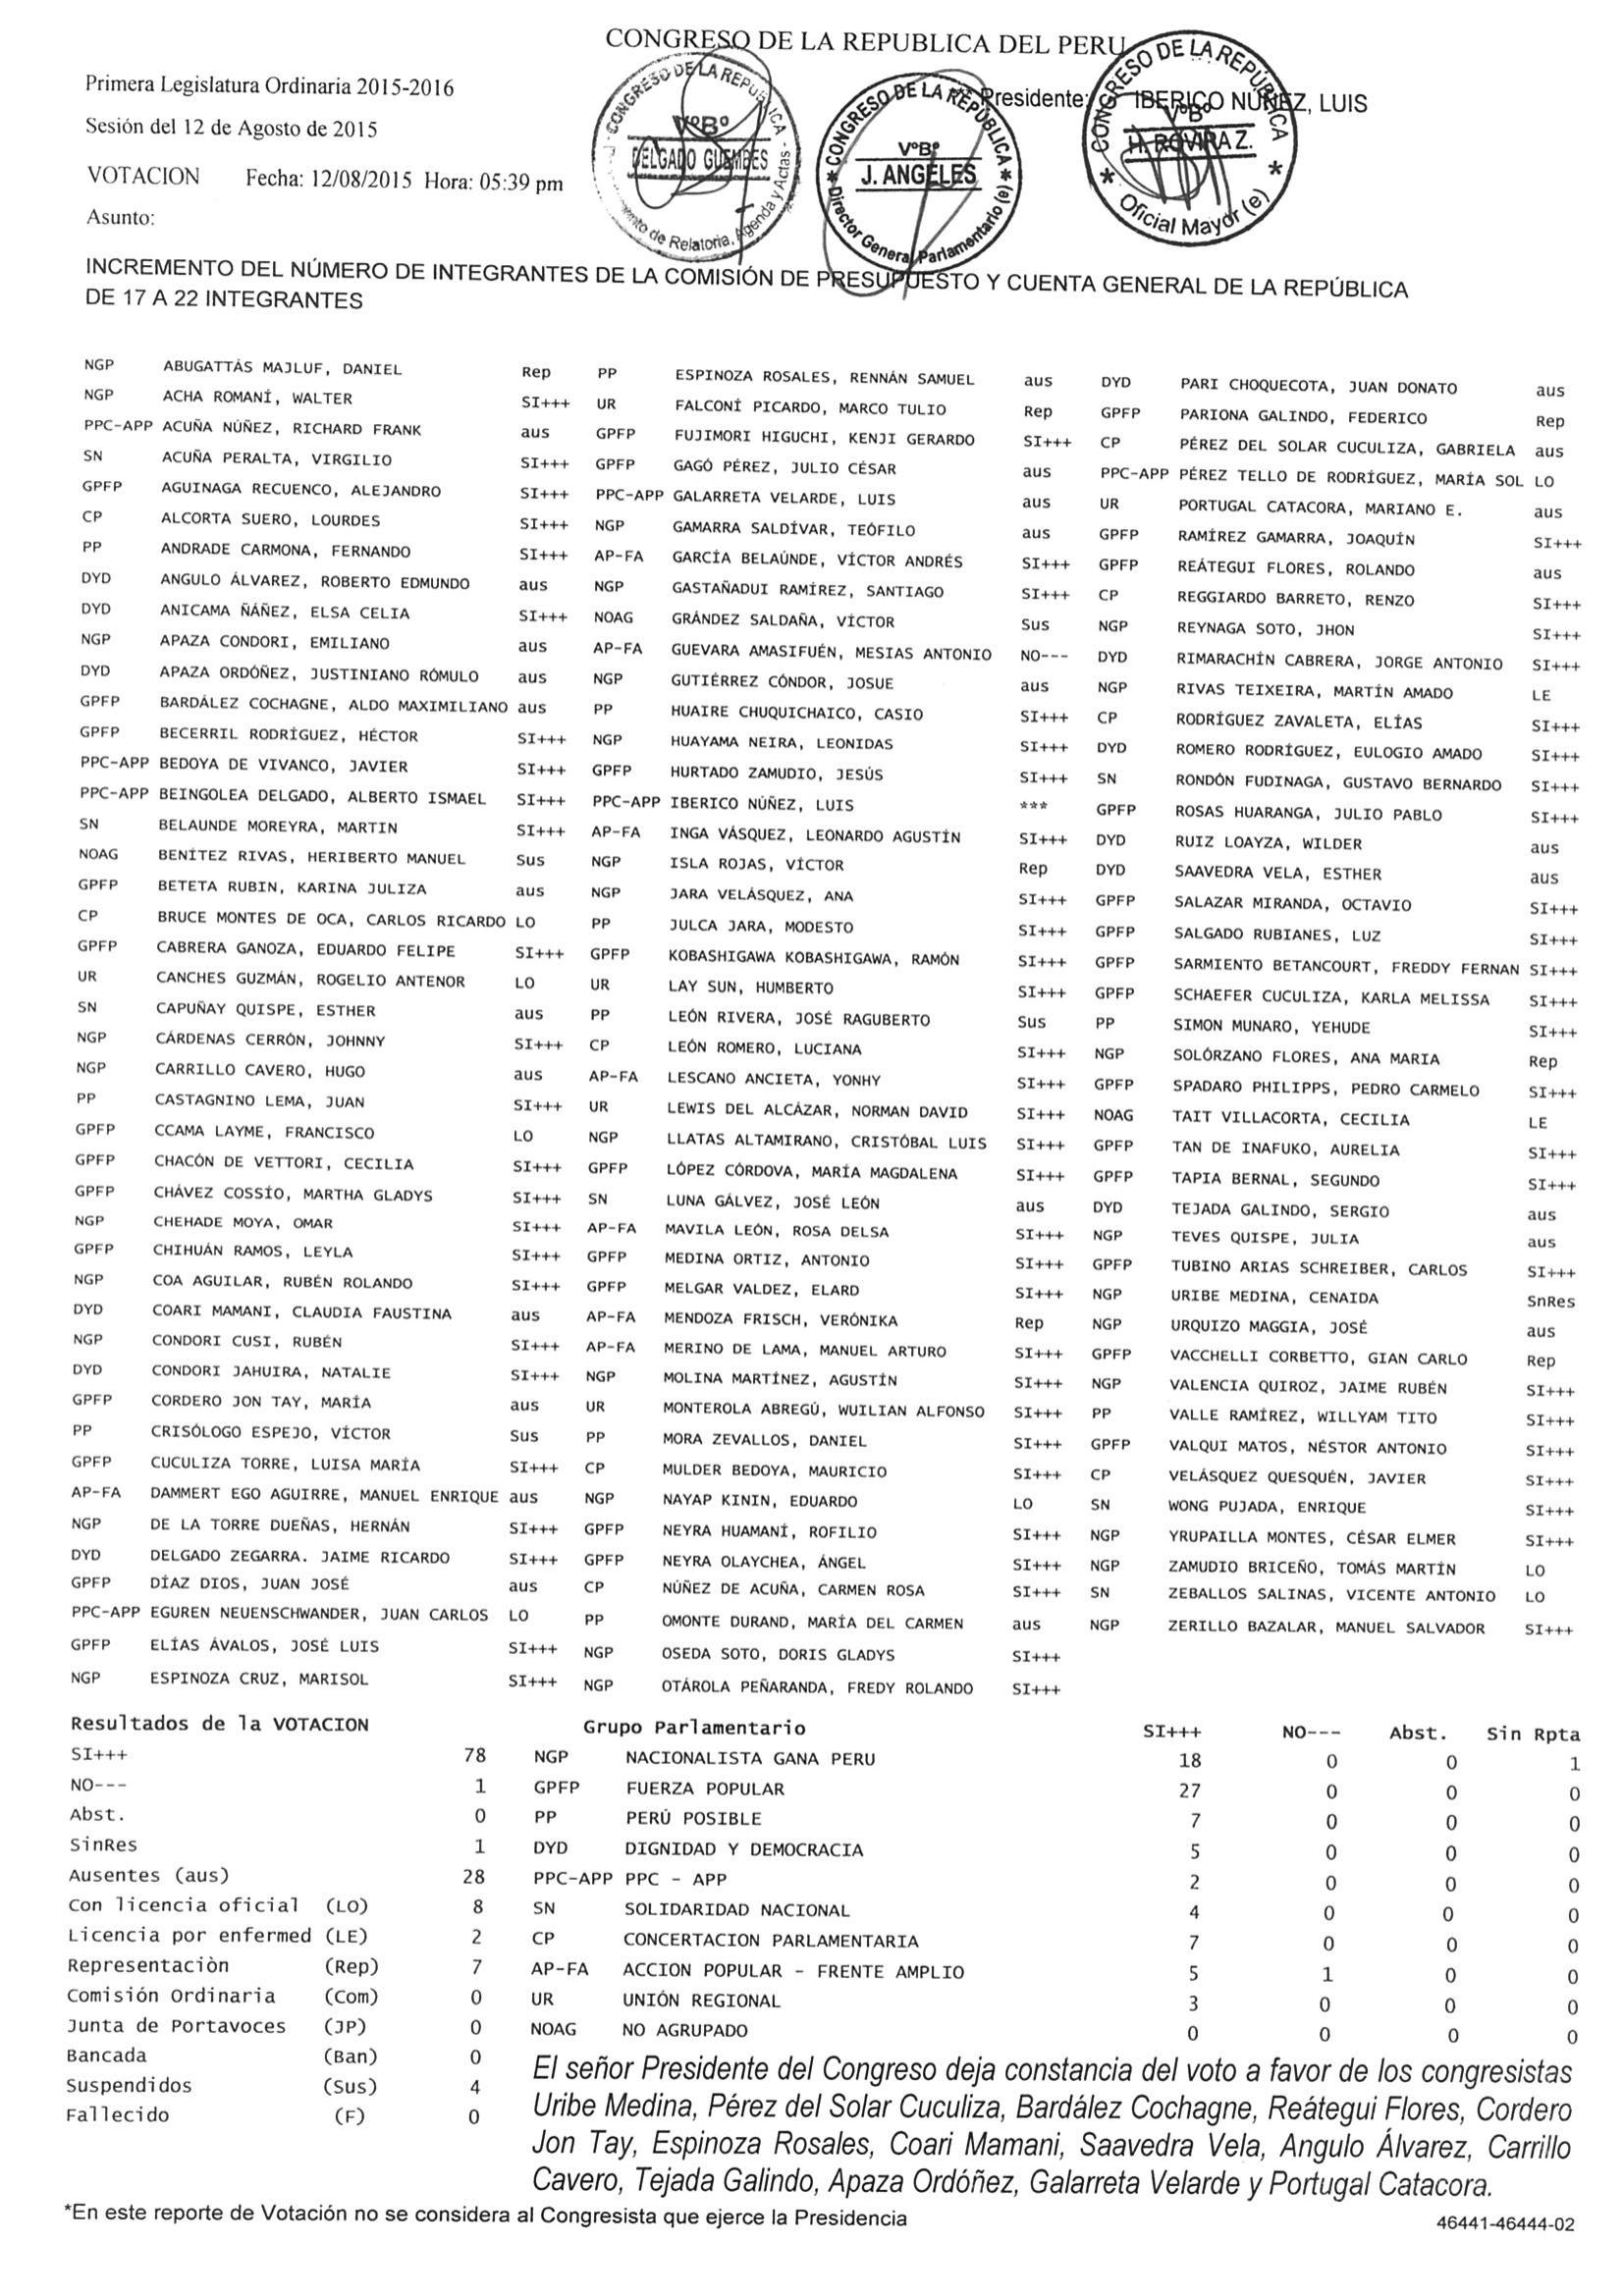 CONGRESO DE LA REPUBLICA DEL PERU
Primera Legislatura Ordinaria 2015-2016
Presidente: IBERICO NUÑEZ, LUIS
Sesión del 12 de Agosto de 2015
VOTACION Fecha: 12/08/2015 Hora: 05:39 pm
Asunto:
CONGRESO DE LA REPUBLICA
VºBº
DELGADO GUEMBES
de Relatoria, Agenda y Actas
CONGRESO DE LA REPÚBLICA
VºBº
J. ANGELES
Director General Parlamentario (e)
CONGRESO DE LA REPÚBLICA
VºBº
H. ROVIRA Z.
Oficial Mayor (e)
INCREMENTO DEL NÚMERO DE INTEGRANTES DE LA COMISIÓN DE PRESUPUESTO Y CUENTA GENERAL DE LA REPÚBLICA
DE 17 A 22 INTEGRANTES
NGP ABUGATTÁS MAJLUF, DANIEL Rep
NGP ACHA ROMANÍ, WALTER SI+++
PPC-APP ACUÑA NÚÑEZ, RICHARD FRANK aus
SN ACUÑA PERALTA, VIRGILIO SI+++
GPFP AGUINAGA RECUENCO, ALEJANDRO SI+++
CP ALCORTA SUERO, LOURDES SI+++
PP ANDRADE CARMONA, FERNANDO SI+++
DYD ANGULO ÁLVAREZ, ROBERTO EDMUNDO aus
DYD ANICAMA ÑÁÑEZ, ELSA CELIA SI+++
NGP APAZA CONDORI, EMILIANO aus
DYD APAZA ORDÓÑEZ, JUSTINIANO RÓMULO aus
GPFP BARDÁLEZ COCHAGNE, ALDO MAXIMILIANO aus
GPFP BECERRIL RODRÍGUEZ, HÉCTOR SI+++
PPC-APP BEDOYA DE VIVANCO, JAVIER SI+++
PPC-APP BEINGOLEA DELGADO, ALBERTO ISMAEL SI+++
SN BELAUNDE MOREYRA, MARTIN SI+++
NOAG BENÍTEZ RIVAS, HERIBERTO MANUEL Sus
GPFP BETETA RUBIN, KARINA JULIZA aus
CP BRUCE MONTES DE OCA, CARLOS RICARDO LO
GPFP CABRERA GANOZA, EDUARDO FELIPE SI+++
UR CANCHES GUZMÁN, ROGELIO ANTENOR LO
SN CAPUÑAY QUISPE, ESTHER aus
NGP CÁRDENAS CERRÓN, JOHNNY SI+++
NGP CARRILLO CAVERO, HUGO aus
PP CASTAGNINO LEMA, JUAN SI+++
GPFP CCAMA LAYME, FRANCISCO LO
GPFP CHACÓN DE VETTORI, CECILIA SI+++
GPFP CHÁVEZ COSSÍO, MARTHA GLADYS SI+++
NGP CHEHADE MOYA, OMAR SI+++
GPFP CHIHUÁN RAMOS, LEYLA SI+++
NGP COA AGUILAR, RUBÉN ROLANDO SI+++
DYD COARI MAMANI, CLAUDIA FAUSTINA aus
NGP CONDORI CUSI, RUBÉN SI+++
DYD CONDORI JAHUIRA, NATALIE SI+++
GPFP CORDERO JON TAY, MARÍA aus
PP CRISÓLOGO ESPEJO, VÍCTOR Sus
GPFP CUCULIZA TORRE, LUISA MARÍA SI+++
AP-FA DAMMERT EGO AGUIRRE, MANUEL ENRIQUE aus
NGP DE LA TORRE DUEÑAS, HERNÁN SI+++
DYD DELGADO ZEGARRA. JAIME RICARDO SI+++
GPFP DÍAZ DIOS, JUAN JOSÉ aus
PPC-APP EGUREN NEUENSCHWANDER, JUAN CARLOS LO
GPFP ELÍAS ÁVALOS, JOSÉ LUIS SI+++
NGP ESPINOZA CRUZ, MARISOL SI+++
PP ESPINOZA ROSALES, RENNÁN SAMUEL aus
UR FALCONÍ PICARDO, MARCO TULIO Rep
GPFP FUJIMORI HIGUCHI, KENJI GERARDO SI+++
GPFP GAGÓ PÉREZ, JULIO CÉSAR aus
PPC-APP GALARRETA VELARDE, LUIS aus
NGP GAMARRA SALDÍVAR, TEÓFILO aus
AP-FA GARCÍA BELAÚNDE, VÍCTOR ANDRÉS SI+++
NGP GASTAÑADUI RAMÍREZ, SANTIAGO SI+++
NOAG GRÁNDEZ SALDAÑA, VÍCTOR Sus
AP-FA GUEVARA AMASIFUÉN, MESIAS ANTONIO NO---
NGP GUTIÉRREZ CÓNDOR, JOSUE aus
PP HUAIRE CHUQUICHAICO, CASIO SI+++
NGP HUAYAMA NEIRA, LEONIDAS SI+++
GPFP HURTADO ZAMUDIO, JESÚS SI+++
PPC-APP IBERICO NÚÑEZ, LUIS ***
AP-FA INGA VÁSQUEZ, LEONARDO AGUSTÍN SI+++
NGP ISLA ROJAS, VÍCTOR Rep
NGP JARA VELÁSQUEZ, ANA SI+++
PP JULCA JARA, MODESTO SI+++
GPFP KOBASHIGAWA KOBASHIGAWA, RAMÓN SI+++
UR LAY SUN, HUMBERTO SI+++
PP LEÓN RIVERA, JOSÉ RAGUBERTO Sus
CP LEÓN ROMERO, LUCIANA SI+++
AP-FA LESCANO ANCIETA, YONHY SI+++
UR LEWIS DEL ALCÁZAR, NORMAN DAVID SI+++
NGP LLATAS ALTAMIRANO, CRISTÓBAL LUIS SI+++
GPFP LÓPEZ CÓRDOVA, MARÍA MAGDALENA SI+++
SN LUNA GÁLVEZ, JOSÉ LEÓN aus
AP-FA MAVILA LEÓN, ROSA DELSA SI+++
GPFP MEDINA ORTIZ, ANTONIO SI+++
GPFP MELGAR VALDEZ, ELARD SI+++
AP-FA MENDOZA FRISCH, VERÓNIKA Rep
AP-FA MERINO DE LAMA, MANUEL ARTURO SI+++
NGP MOLINA MARTÍNEZ, AGUSTÍN SI+++
UR MONTEROLA ABREGÚ, WUILIAN ALFONSO SI+++
PP MORA ZEVALLOS, DANIEL SI+++
CP MULDER BEDOYA, MAURICIO SI+++
NGP NAYAP KININ, EDUARDO LO
GPFP NEYRA HUAMANÍ, ROFILIO SI+++
GPFP NEYRA OLAYCHEA, ÁNGEL SI+++
CP NÚÑEZ DE ACUÑA, CARMEN ROSA SI+++
PP OMONTE DURAND, MARÍA DEL CARMEN aus
NGP OSEDA SOTO, DORIS GLADYS SI+++
NGP OTÁROLA PEÑARANDA, FREDY ROLANDO SI+++
DYD PARI CHOQUECOTA, JUAN DONATO aus
GPFP PARIONA GALINDO, FEDERICO Rep
CP PÉREZ DEL SOLAR CUCULIZA, GABRIELA aus
PPC-APP PÉREZ TELLO DE RODRÍGUEZ, MARÍA SOL LO
UR PORTUGAL CATACORA, MARIANO E. aus
GPFP RAMÍREZ GAMARRA, JOAQUÍN SI+++
GPFP REÁTEGUI FLORES, ROLANDO aus
CP REGGIARDO BARRETO, RENZO SI+++
NGP REYNAGA SOTO, JHON SI+++
DYD RIMARACHÍN CABRERA, JORGE ANTONIO SI+++
NGP RIVAS TEIXEIRA, MARTÍN AMADO LE
CP RODRÍGUEZ ZAVALETA, ELÍAS SI+++
DYD ROMERO RODRÍGUEZ, EULOGIO AMADO SI+++
SN RONDÓN FUDINAGA, GUSTAVO BERNARDO SI+++
GPFP ROSAS HUARANGA, JULIO PABLO SI+++
DYD RUIZ LOAYZA, WILDER aus
DYD SAAVEDRA VELA, ESTHER aus
GPFP SALAZAR MIRANDA, OCTAVIO SI+++
GPFP SALGADO RUBIANES, LUZ SI+++
GPFP SARMIENTO BETANCOURT, FREDDY FERNAN SI+++
GPFP SCHAEFER CUCULIZA, KARLA MELISSA SI+++
PP SIMON MUNARO, YEHUDE SI+++
NGP SOLÓRZANO FLORES, ANA MARIA Rep
GPFP SPADARO PHILIPPS, PEDRO CARMELO SI+++
NOAG TAIT VILLACORTA, CECILIA LE
GPFP TAN DE INAFUKO, AURELIA SI+++
GPFP TAPIA BERNAL, SEGUNDO SI+++
DYD TEJADA GALINDO, SERGIO aus
NGP TEVES QUISPE, JULIA aus
GPFP TUBINO ARIAS SCHREIBER, CARLOS SI+++
NGP URIBE MEDINA, CENAIDA SnRes
NGP URQUIZO MAGGIA, JOSÉ aus
GPFP VACCHELLI CORBETTO, GIAN CARLO Rep
NGP VALENCIA QUIROZ, JAIME RUBÉN SI+++
PP VALLE RAMÍREZ, WILLYAM TITO SI+++
GPFP VALQUI MATOS, NÉSTOR ANTONIO SI+++
CP VELÁSQUEZ QUESQUÉN, JAVIER SI+++
SN WONG PUJADA, ENRIQUE SI+++
NGP YRUPAILLA MONTES, CÉSAR ELMER SI+++
NGP ZAMUDIO BRICEÑO, TOMÁS MARTÍN LO
SN ZEBALLOS SALINAS, VICENTE ANTONIO LO
NGP ZERILLO BAZALAR, MANUEL SALVADOR SI+++
Resultados de la VOTACION
SI+++ 78
NO--- 1
Abst. 0
SinRes 1
Ausentes (aus) 28
Con licencia oficial (LO) 8
Licencia por enfermed (LE) 2
Representaciòn (Rep) 7
Comisión Ordinaria (Com) 0
Junta de Portavoces (JP) 0
Bancada (Ban) 0
Suspendidos (Sus) 4
Fallecido (F) 0
Grupo Parlamentario SI+++ NO--- Abst. Sin Rpta
NGP NACIONALISTA GANA PERU 18 0 0 1
GPFP FUERZA POPULAR 27 0 0 0
PP PERÚ POSIBLE 7 0 0 0
DYD DIGNIDAD Y DEMOCRACIA 5 0 0 0
PPC-APP PPC - APP 2 0 0 0
SN SOLIDARIDAD NACIONAL 4 0 0 0
CP CONCERTACION PARLAMENTARIA 7 0 0 0
AP-FA ACCION POPULAR - FRENTE AMPLIO 5 1 0 0
UR UNIÓN REGIONAL 3 0 0 0
NOAG NO AGRUPADO 0 0 0 0
El señor Presidente del Congreso deja constancia del voto a favor de los congresistas
Uribe Medina, Pérez del Solar Cuculiza, Bardález Cochagne, Reátegui Flores, Cordero
Jon Tay, Espinoza Rosales, Coari Mamani, Saavedra Vela, Angulo Álvarez, Carrillo
Cavero, Tejada Galindo, Apaza Ordóñez, Galarreta Velarde y Portugal Catacora.
*En este reporte de Votación no se considera al Congresista que ejerce la Presidencia
46441-46444-02